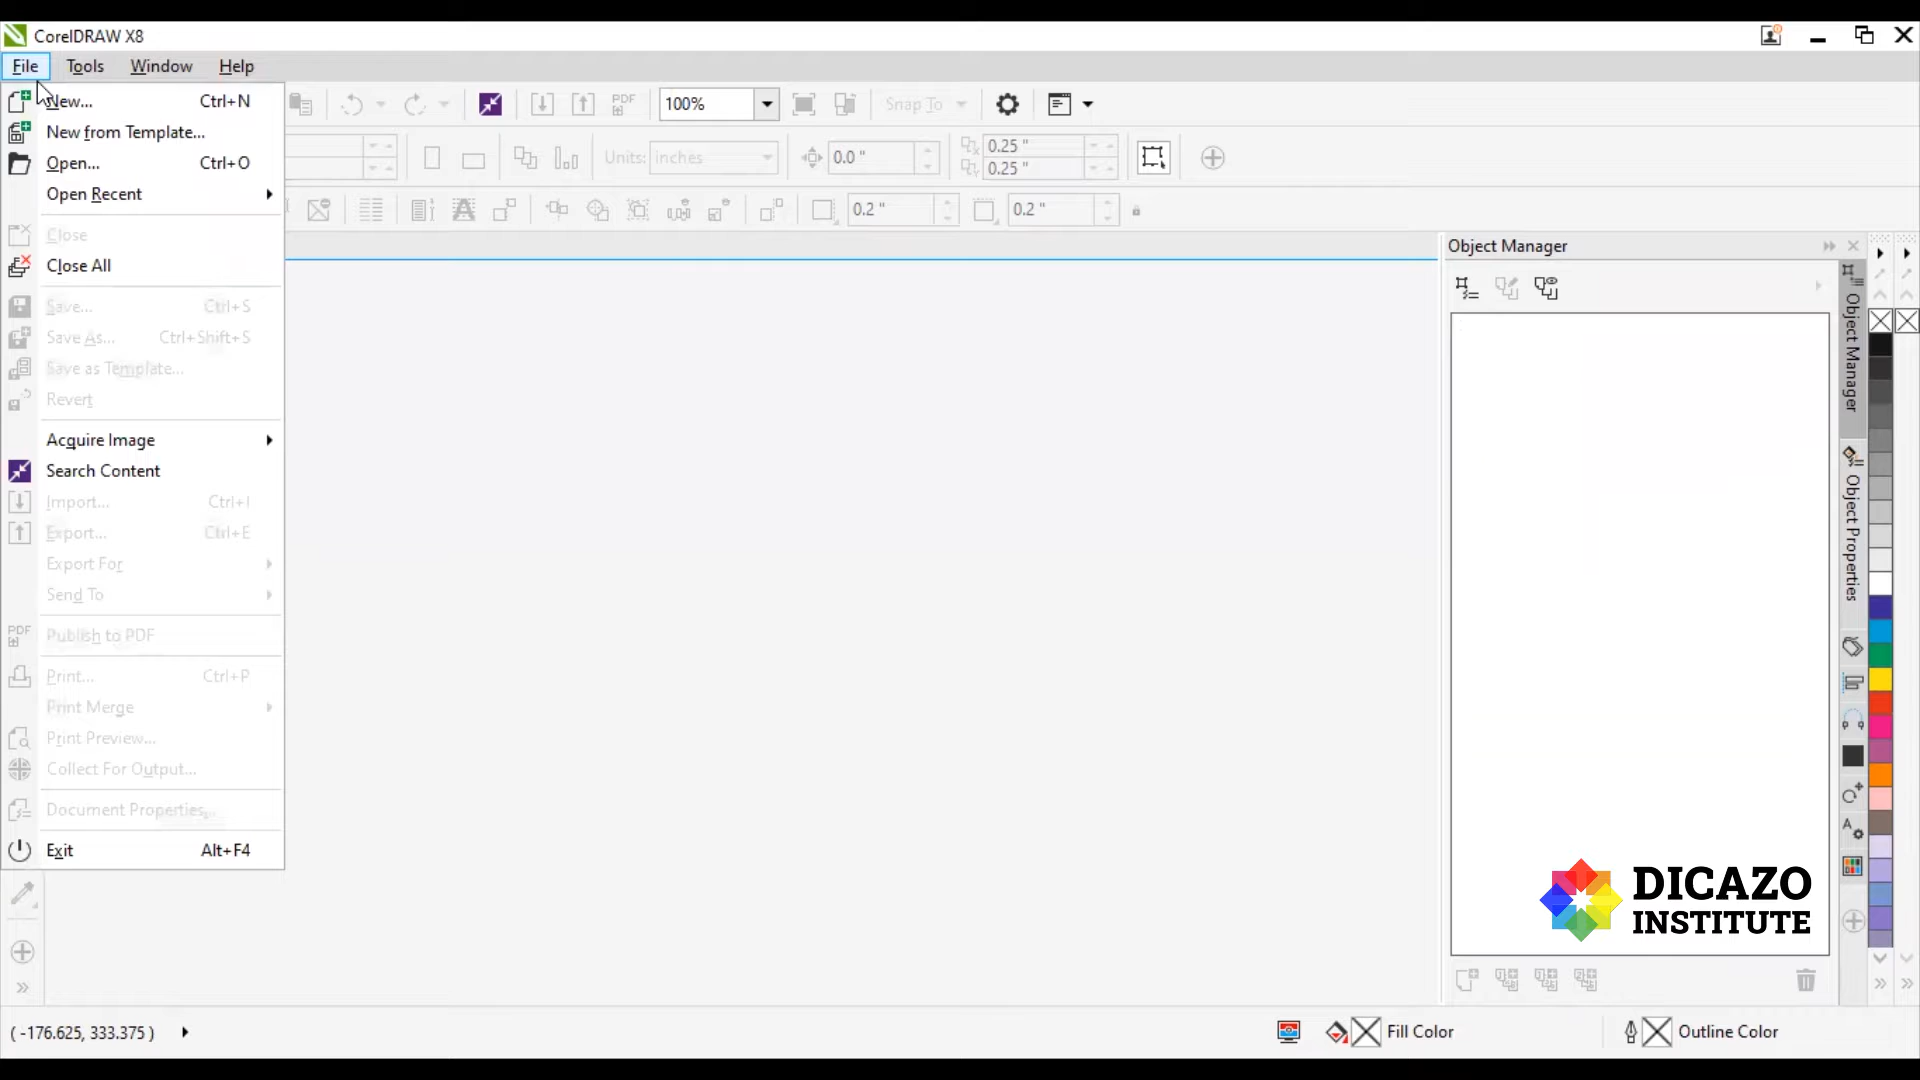 CorelDRAW X8
File Tools Window Help
New... Ctrl+N
PDF 100% Snap To
New from Template...
Open... Ctrl+O
Units: inches 0.0 " 0.25 "
0.25 "
Open Recent
0.2 " 0.2 "
Close
Close All
Object Manager
Save... Ctrl+S
Save As... Ctrl+Shift+S
Save as Template...
Revert
Acquire Image
Search Content
Import... Ctrl+I
Export... Ctrl+E
Export For
Send To
PDF Publish to PDF
Print... Ctrl+P
Print Merge
Print Preview...
Collect For Output...
Document Properties...
Exit Alt+F4
Object Manager
Object Properties
DICAZO
INSTITUTE
( -176.625, 333.375 ) Fill Color Outline Color